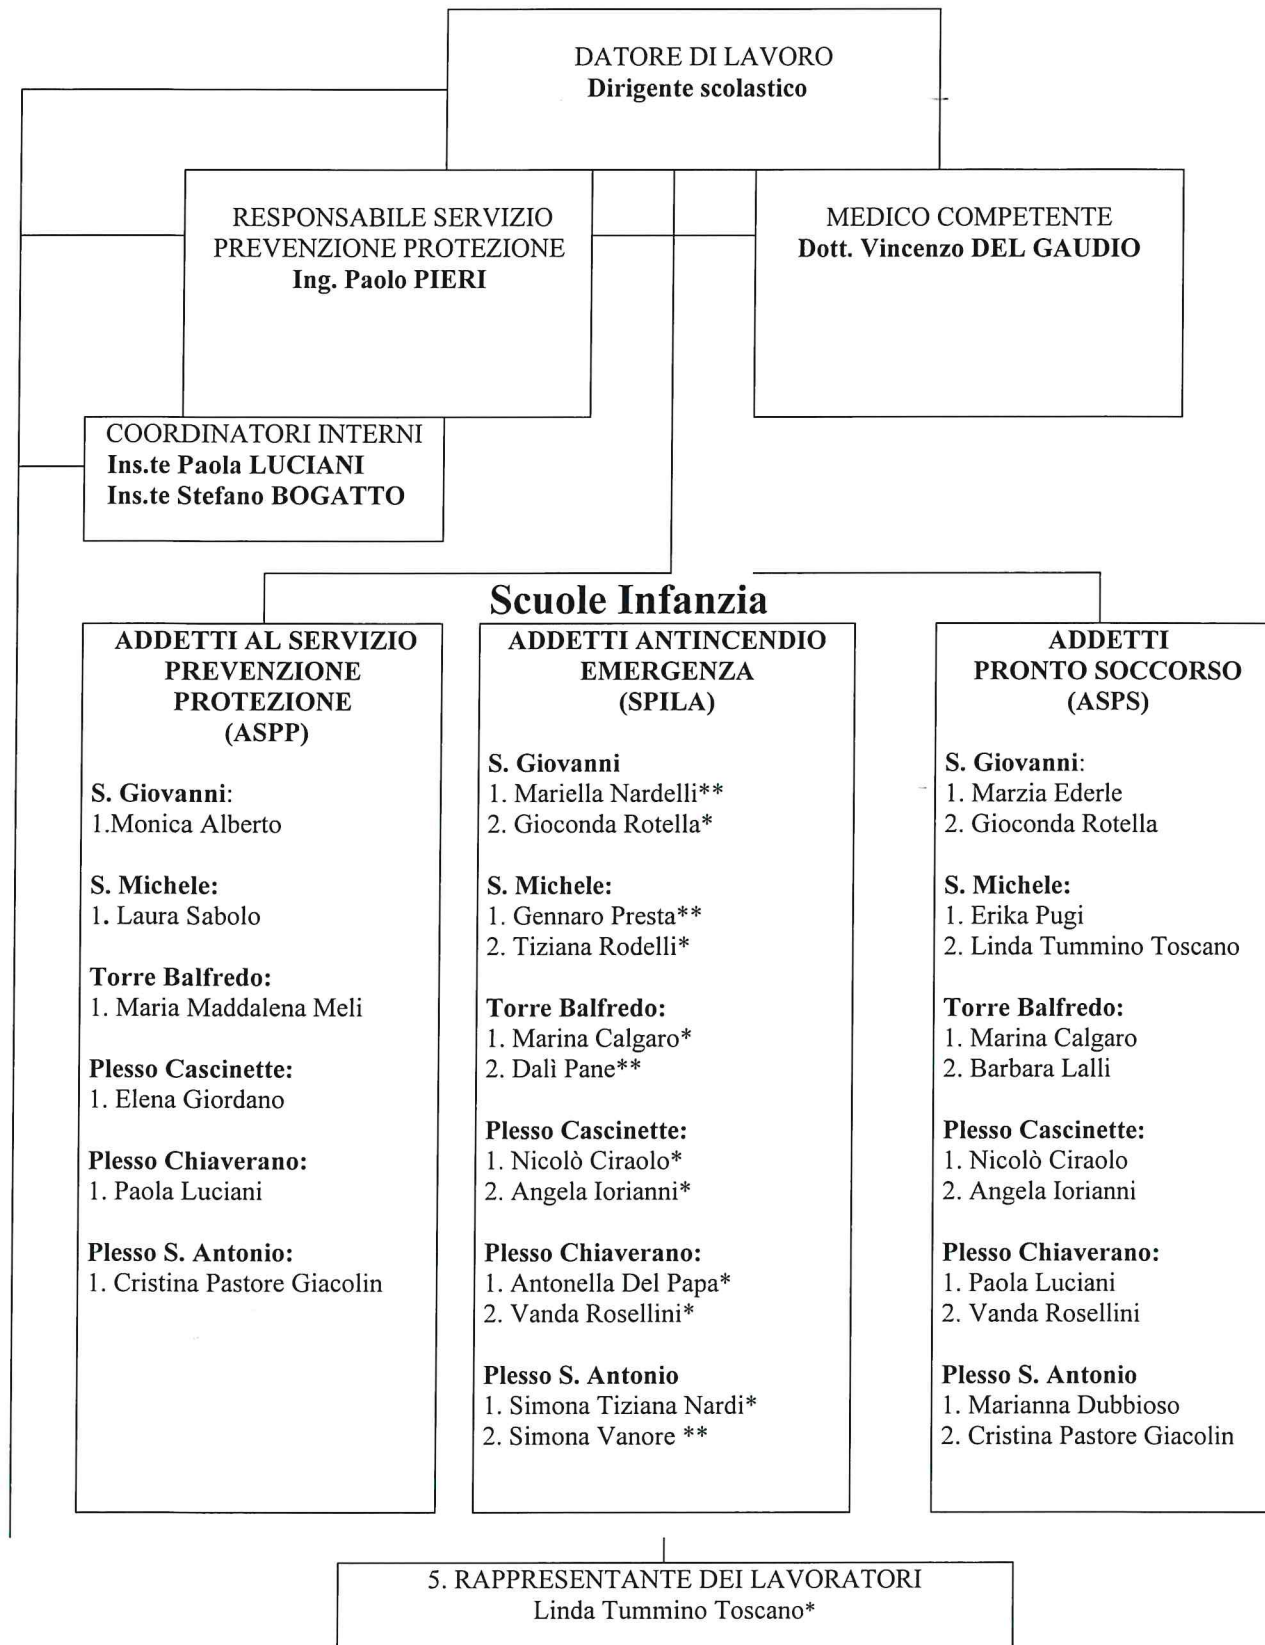 DATORE DI LAVORO
Dirigente scolastico
RESPONSABILE SERVIZIO
PREVENZIONE PROTEZIONE
Ing. Paolo PIERI
MEDICO COMPETENTE
Dott. Vincenzo DEL GAUDIO
COORDINATORI INTERNI
Ins.te Paola LUCIANI
Ins.te Stefano BOGATTO
Scuole Infanzia
ADDETTI AL SERVIZIO
PREVENZIONE
PROTEZIONE
(ASPP)
S. Giovanni:
1.Monica Alberto
S. Michele:
1. Laura Sabolo
Torre Balfredo:
1. Maria Maddalena Meli
Plesso Cascinette:
1. Elena Giordano
Plesso Chiaverano:
1. Paola Luciani
Plesso S. Antonio:
1. Cristina Pastore Giacolin
ADDETTI ANTINCENDIO
EMERGENZA
(SPILA)
S. Giovanni
1. Mariella Nardelli**
2. Gioconda Rotella*
S. Michele:
1. Gennaro Presta**
2. Tiziana Rodelli*
Torre Balfredo:
1. Marina Calgaro*
2. Dalì Pane**
Plesso Cascinette:
1. Nicolò Ciraolo*
2. Angela Iorianni*
Plesso Chiaverano:
1. Antonella Del Papa*
2. Vanda Rosellini*
Plesso S. Antonio
1. Simona Tiziana Nardi*
2. Simona Vanore **
ADDETTI
PRONTO SOCCORSO
(ASPS)
S. Giovanni:
1. Marzia Ederle
2. Gioconda Rotella
S. Michele:
1. Erika Pugi
2. Linda Tummino Toscano
Torre Balfredo:
1. Marina Calgaro
2. Barbara Lalli
Plesso Cascinette:
1. Nicolò Ciraolo
2. Angela Iorianni
Plesso Chiaverano:
1. Paola Luciani
2. Vanda Rosellini
Plesso S. Antonio
1. Marianna Dubbioso
2. Cristina Pastore Giacolin
5. RAPPRESENTANTE DEI LAVORATORI
Linda Tummino Toscano*